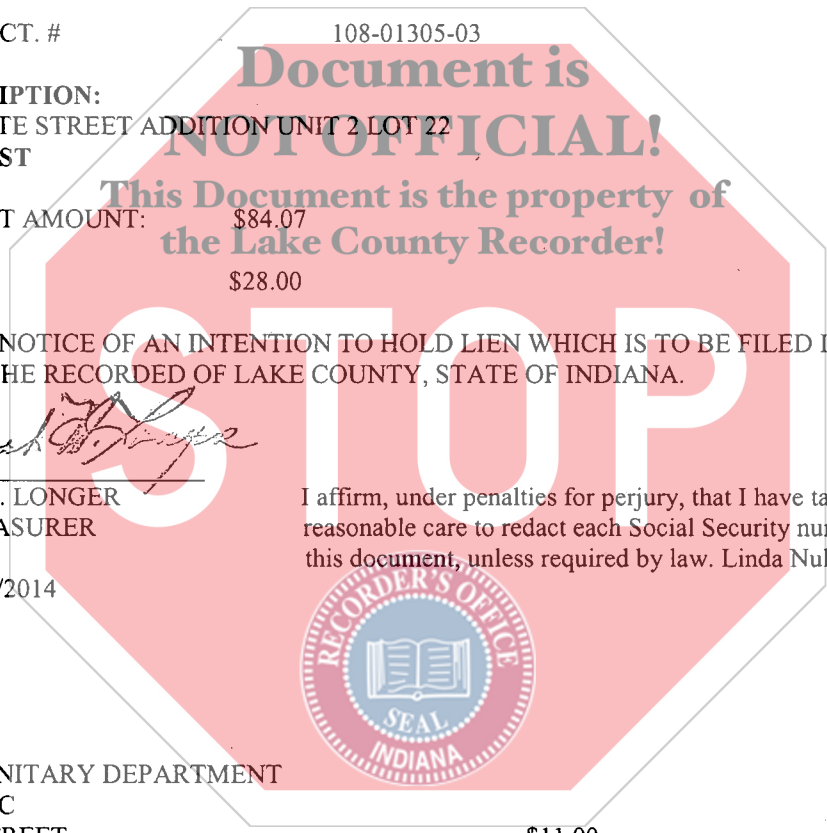 CT. # 108-01305-03
Document is
IPTION:
TE STREET ADDITION UNIT 2 LOT 22
NOT OFFICIAL!
ST
This Document is the property of
T AMOUNT: $84.07
the Lake County Recorder!
$28.00
NOTICE OF AN INTENTION TO HOLD LIEN WHICH IS TO BE FILED I
HE RECORDED OF LAKE COUNTY, STATE OF INDIANA.
STOP
. LONGER
ASURER
/2014
I affirm, under penalties for perjury, that I have ta
reasonable care to redact each Social Security nu
this document, unless required by law. Linda Nu
RECORDER'S OFFICE
SEAL
INDIANA
NITARY DEPARTMENT
C
REET $11.00